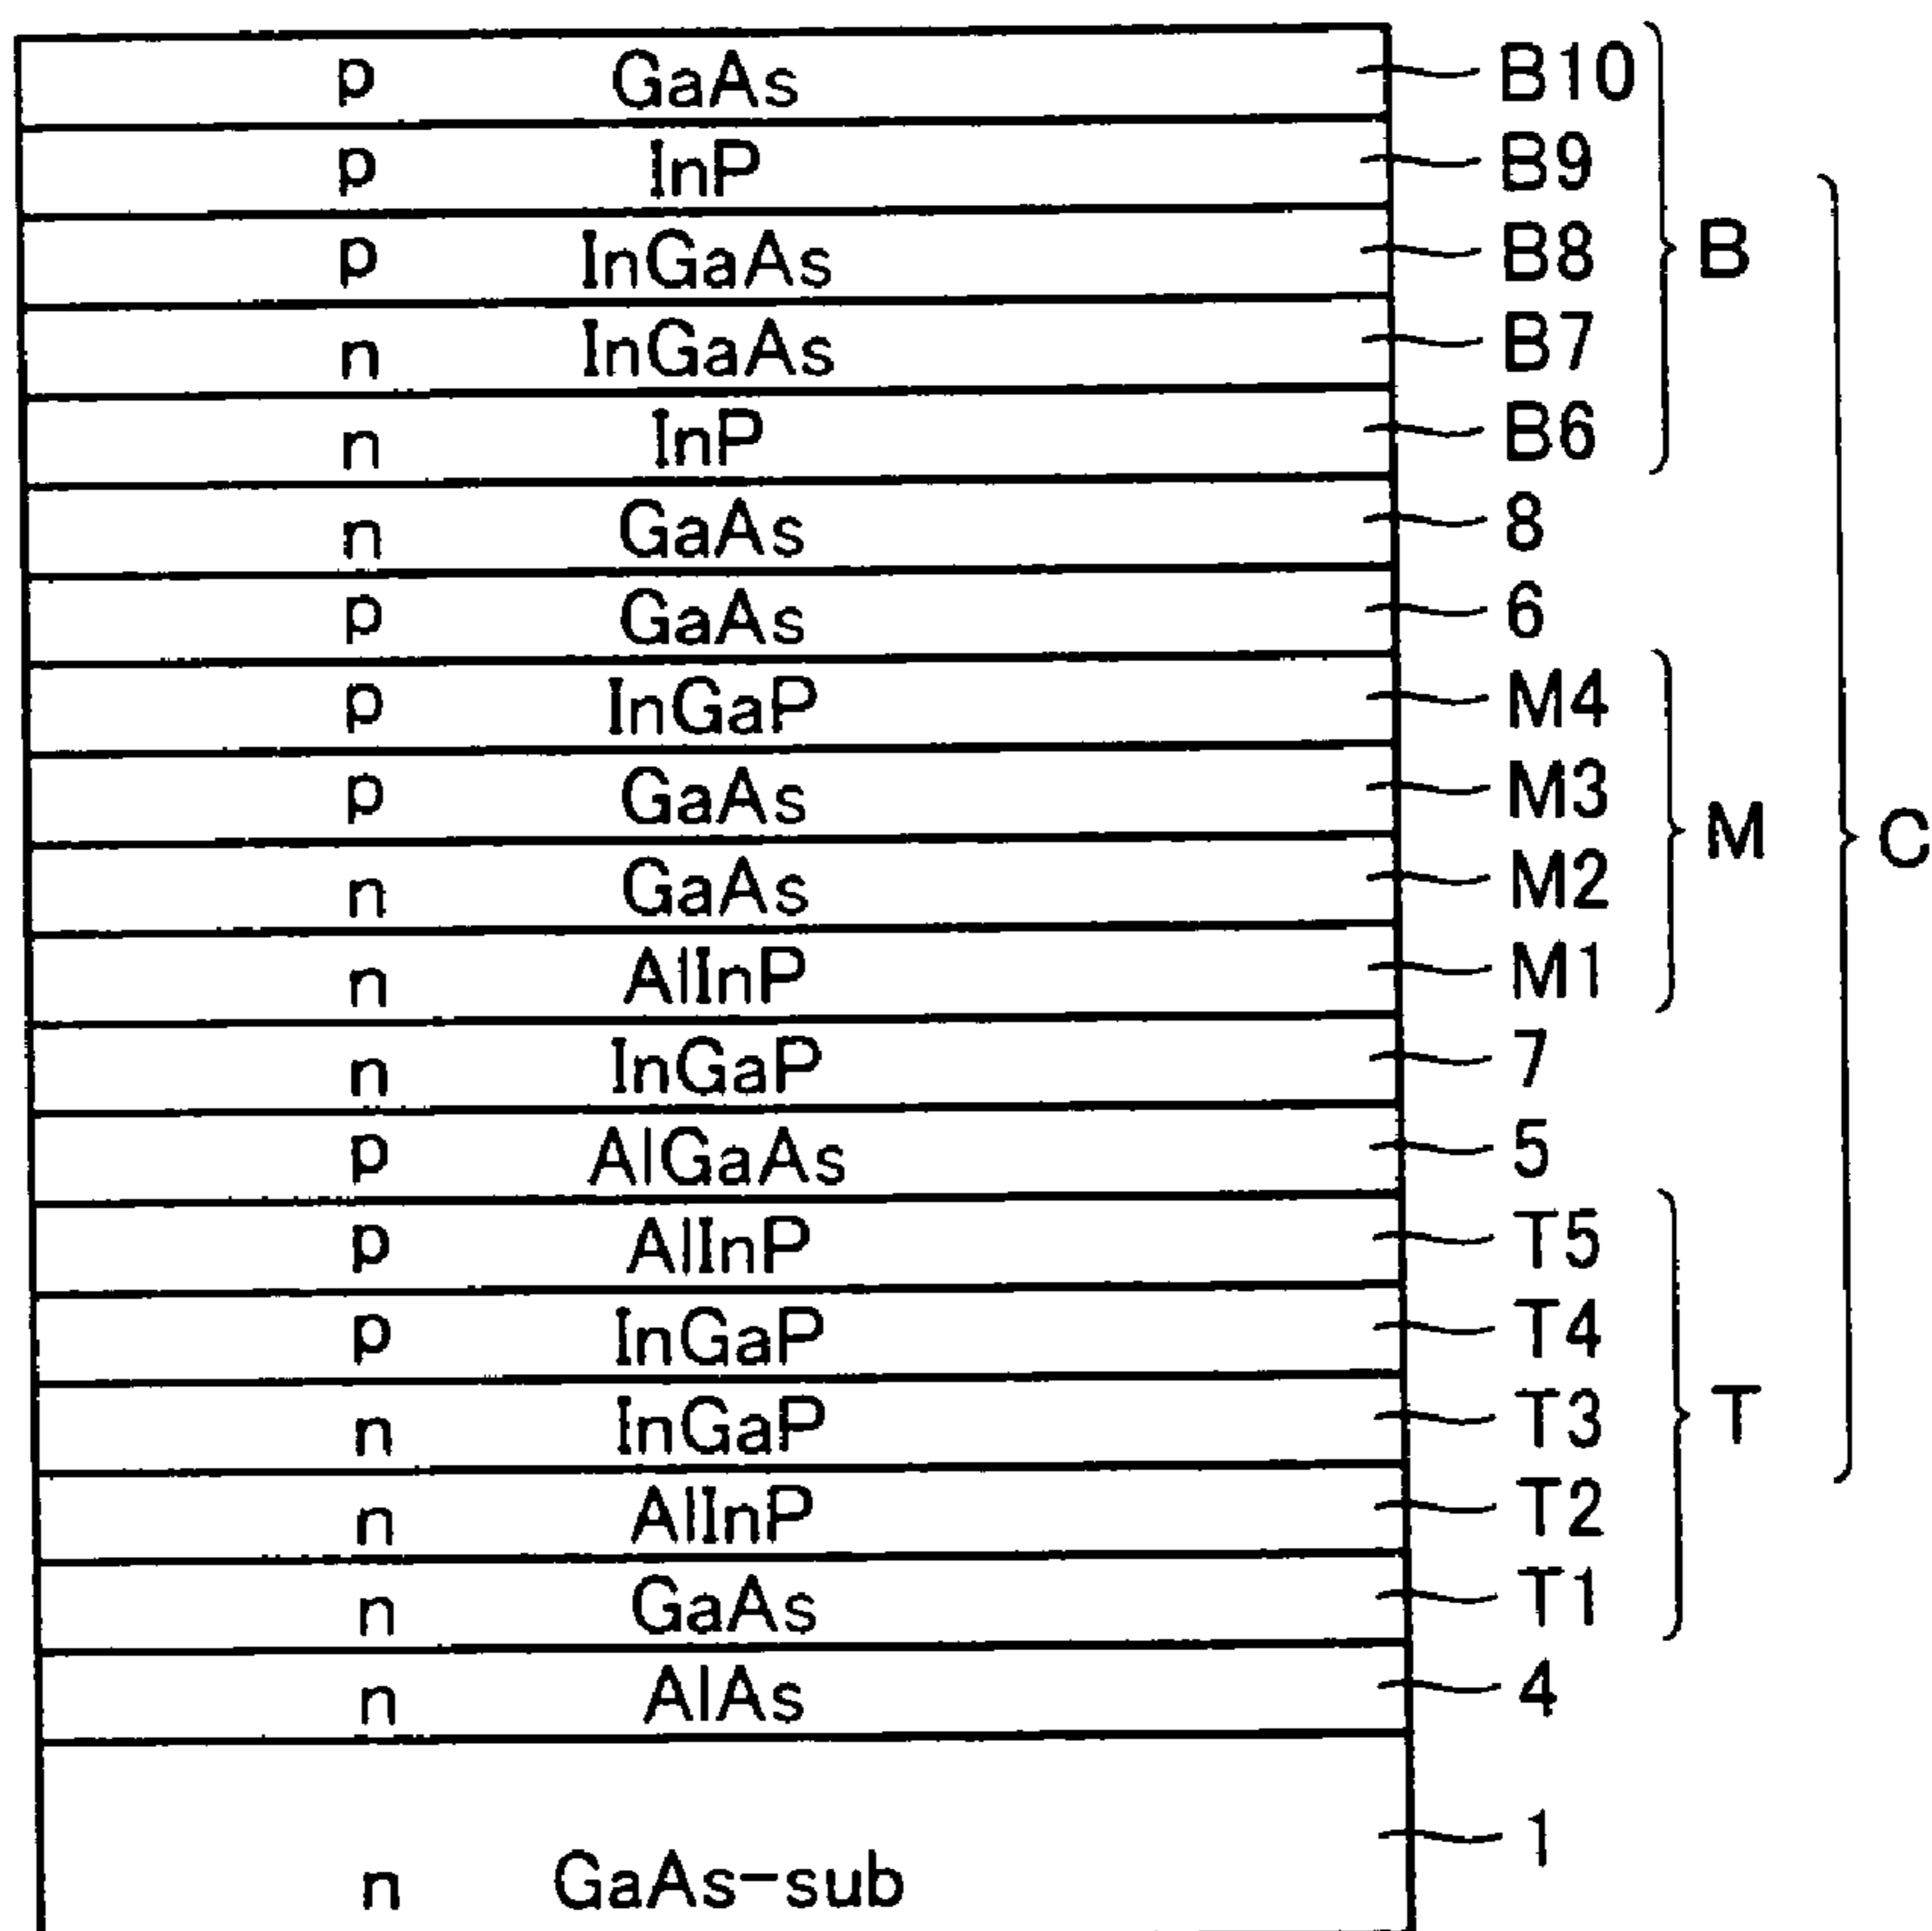 p GaAs B10
p InP B9
p InGaAs B8 B
n InGaAs B7
n InP B6
n GaAs 8
p GaAs 6
p InGaP M4
p GaAs M3 M C
n GaAs M2
n AlInP M1
n InGaP 7
p AlGaAs 5
p AlInP T5
p InGaP T4
n InGaP T3 T
n AlInP T2
n GaAs T1
n AlAs 4
1
n GaAs-sub